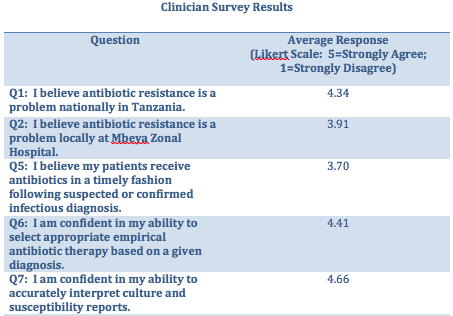 Clinician Survey Results
Question
Average Response
(Likert Scale: 5=Strongly Agree;
1=Strongly Disagree)
Q1: I believe antibiotic resistance is a
problem nationally in Tanzania.
4.34
Q2: I believe antibiotic resistance is a
problem locally at Mbeya Zonal
Hospital.
3.91
Q5: I believe my patients receive
antibiotics in a timely fashion
following suspected or confirmed
infectious diagnosis.
3.70
Q6: I am confident in my ability to
select appropriate empirical
antibiotic therapy based on a given
diagnosis.
4.41
Q7: I am confident in my ability to
accurately interpret culture and
susceptibility reports.
4.66